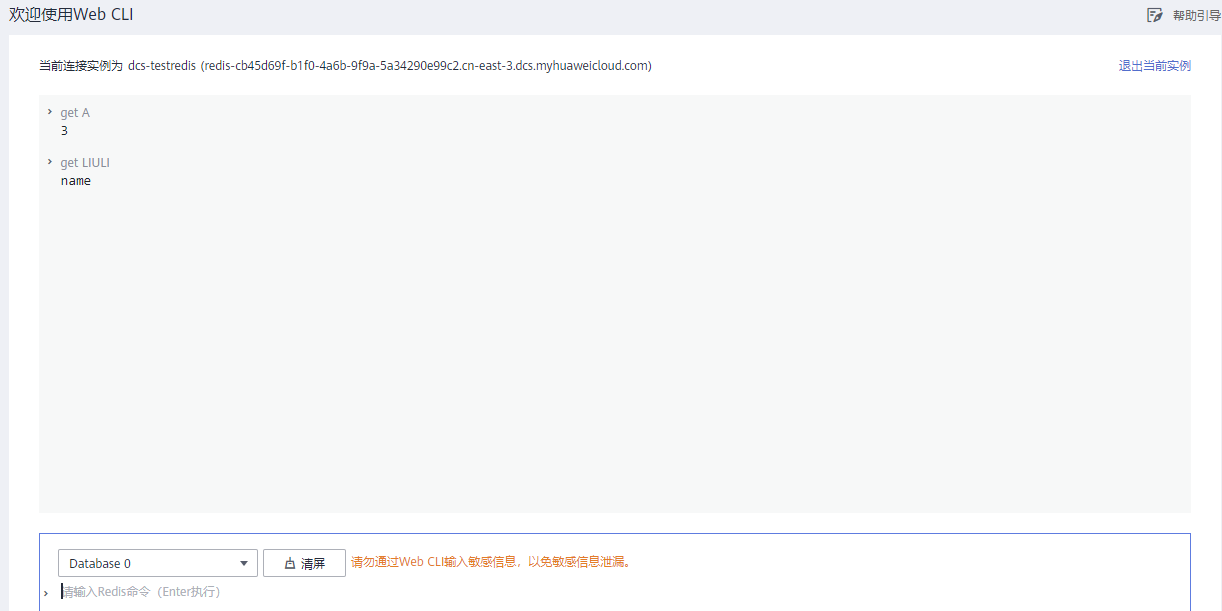 欢迎使用Web CLI
帮助引导
当前连接实例为 dcs-testredis (redis-cb45d69f-b1f0-4a6b-9f9a-5a34290e99c2.cn-east-3.dcs.myhuaweicloud.com)
退出当前实例
› get A
3
› get LIULI
name
Database 0
清屏
请勿通过Web CLI输入敏感信息，以免敏感信息泄漏。
› 请输入Redis命令（Enter执行）